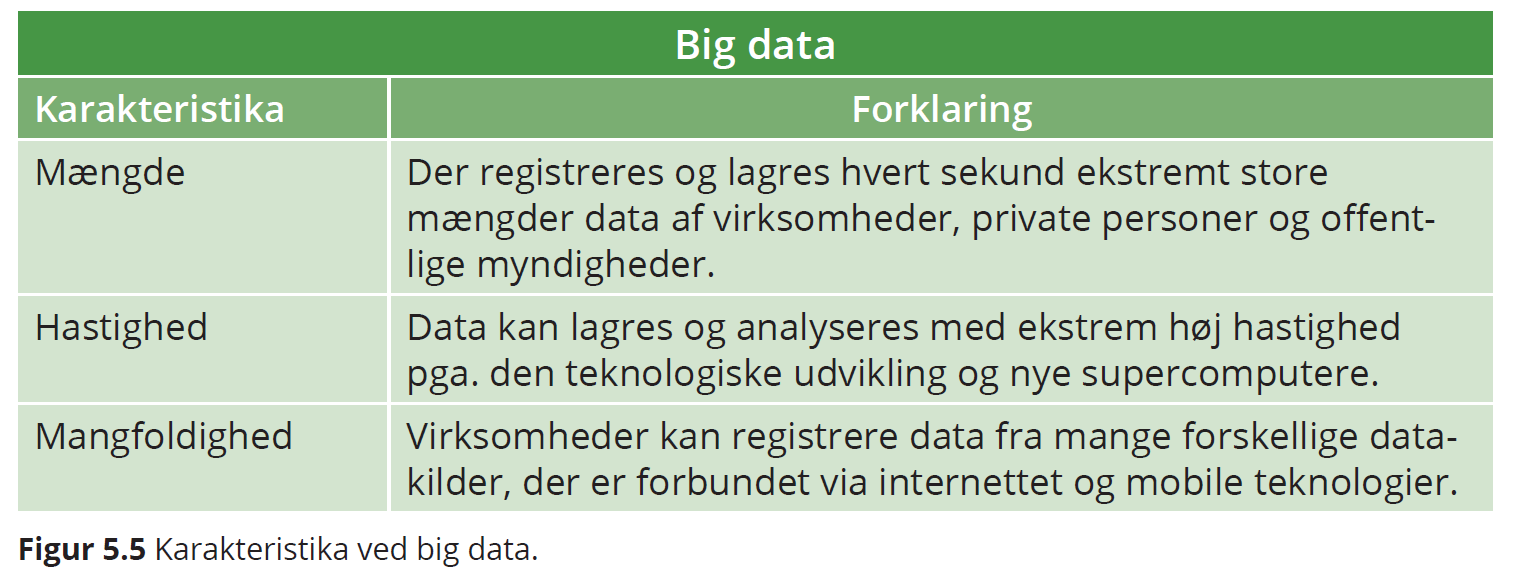 Big data
Karakteristika
Forklaring
Mængde
Der registreres og lagres hvert sekund ekstremt store
mængder data af virksomheder, private personer og offent-
lige myndigheder.
Hastighed
Data kan lagres og analyseres med ekstrem høj hastighed
pga. den teknologiske udvikling og nye supercomputere.
Mangfoldighed
Virksomheder kan registrere data fra mange forskellige data-
kilder, der er forbundet via internettet og mobile teknologier.
Figur 5.5 Karakteristika ved big data.